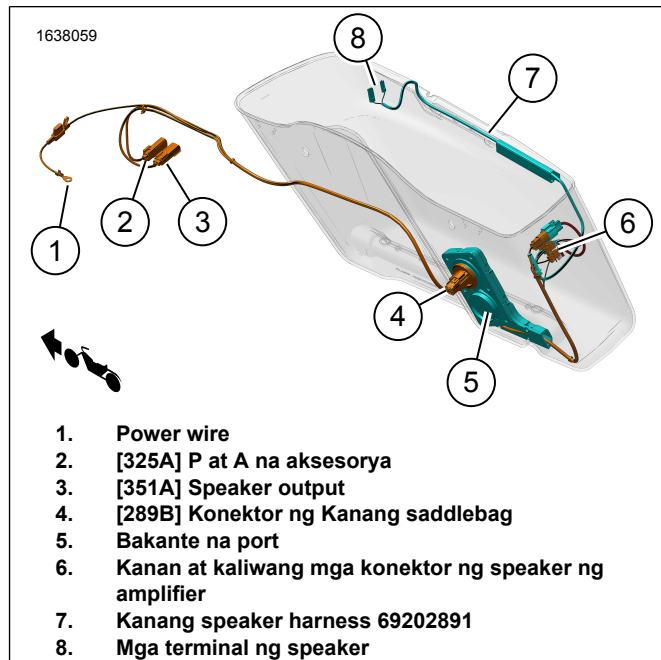 1638059
8
7
6
1
2
3
4
5
1. Power wire
2. [325A] P at A na aksesorya
3. [351A] Speaker output
4. [289B] Konektor ng Kanang saddlebag
5. Bakante na port
6. Kanan at kaliwang mga konektor ng speaker ng
amplifier
7. Kanang speaker harness 69202891
8. Mga terminal ng speaker